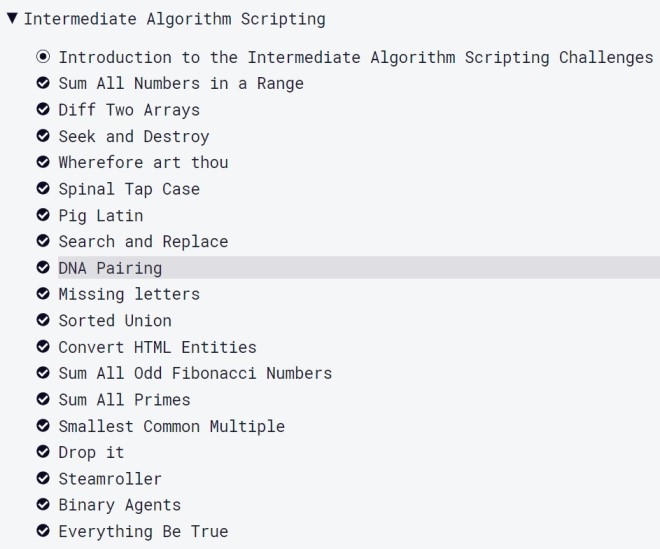 Intermediate Algorithm Scripting
Introduction to the Intermediate Algorithm Scripting Challenges
Sum All Numbers in a Range
Diff Two Arrays
Seek and Destroy
Wherefore art thou
Spinal Tap Case
Pig Latin
Search and Replace
DNA Pairing
Missing letters
Sorted Union
Convert HTML Entities
Sum All Odd Fibonacci Numbers
Sum All Primes
Smallest Common Multiple
Drop it
Steamroller
Binary Agents
Everything Be True